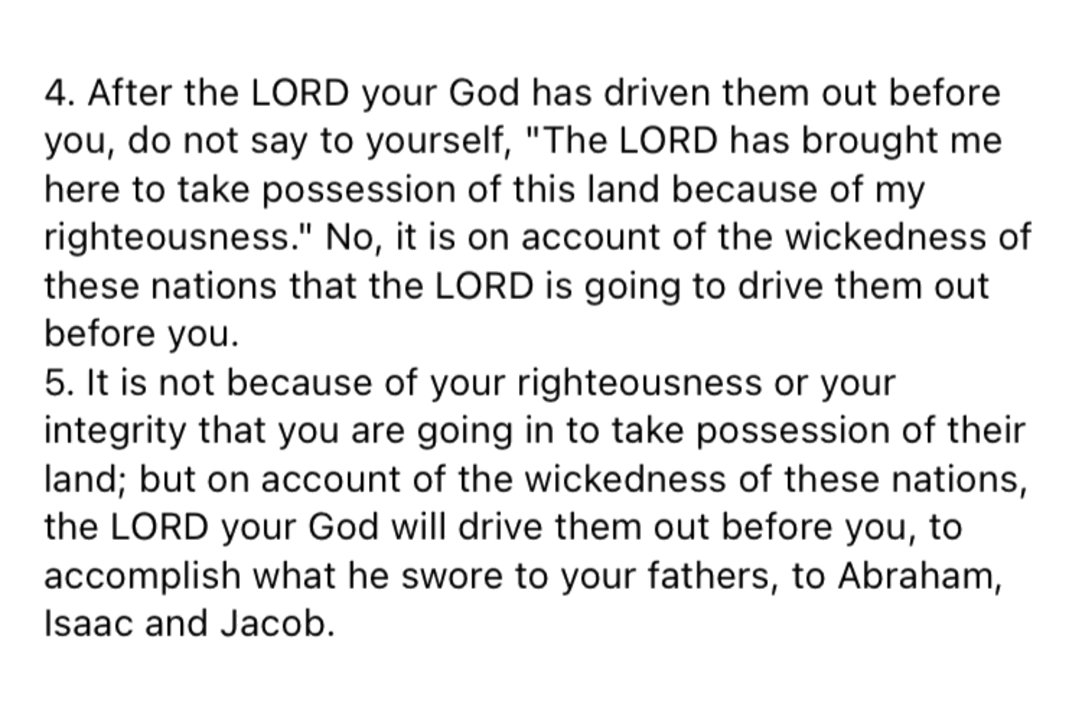 4. After the LORD your God has driven them out before
you, do not say to yourself, "The LORD has brought me
here to take possession of this land because of my
righteousness." No, it is on account of the wickedness of
these nations that the LORD is going to drive them out
before you.
5. It is not because of your righteousness or your
integrity that you are going in to take possession of their
land; but on account of the wickedness of these nations,
the LORD your God will drive them out before you, to
accomplish what he swore to your fathers, to Abraham,
Isaac and Jacob.